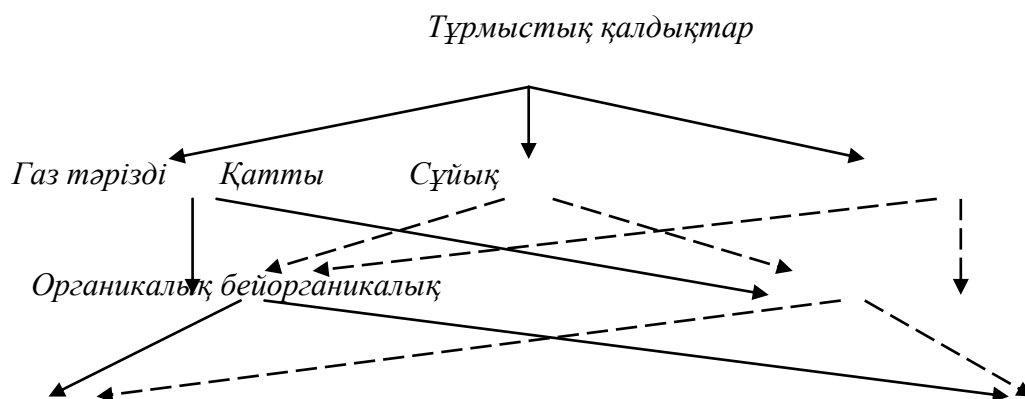 Тұрмыстық қалдықтар
Газ тәрізді Қатты Сұйық
Органикалық бейорганикалық